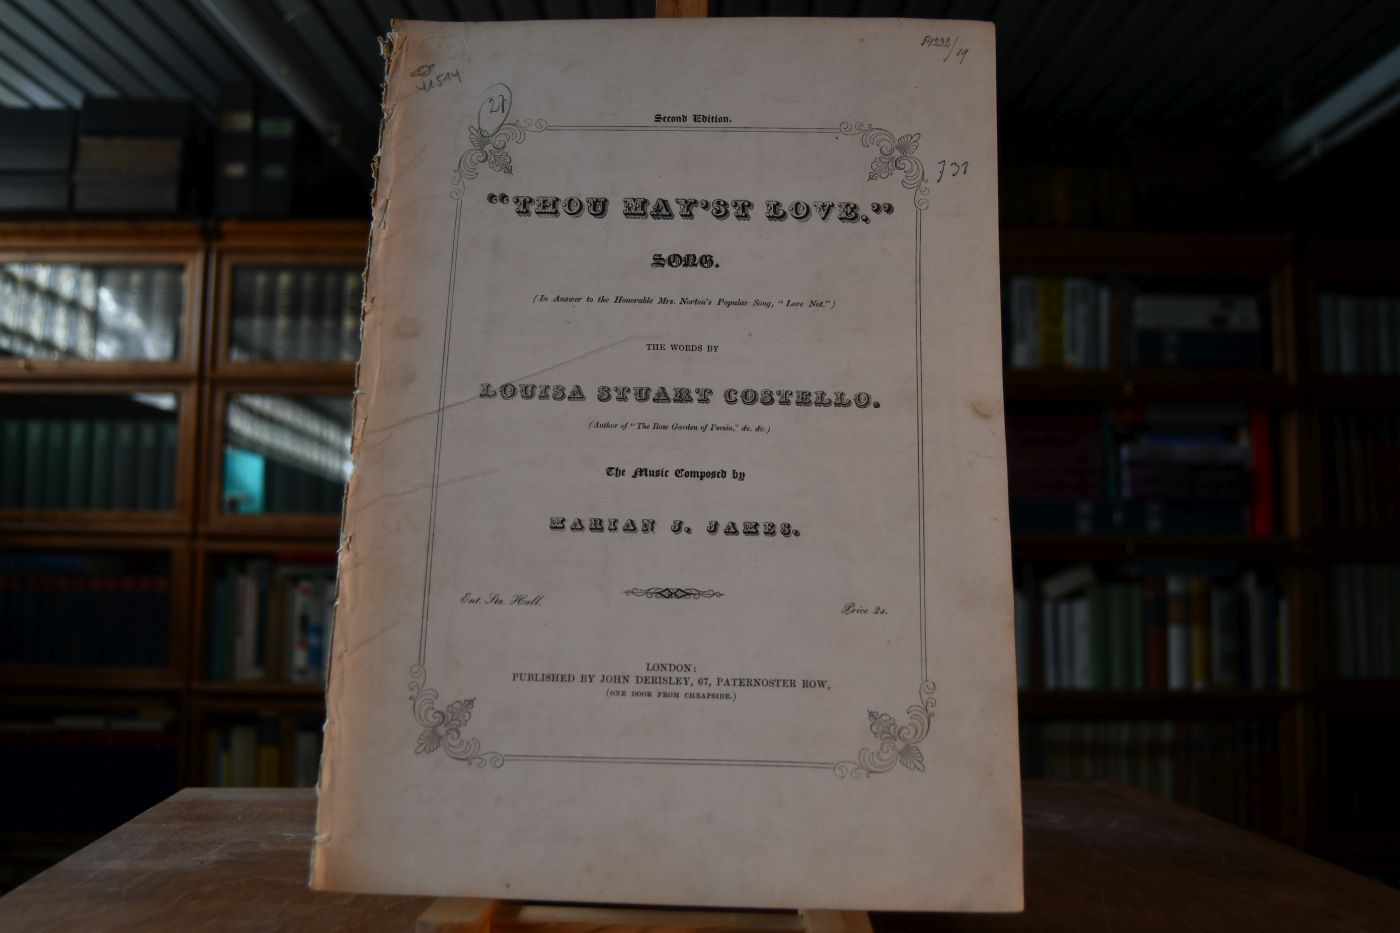 Second Edition.
"THOU MAY'ST LOVE."
SONG.
(In Answer to the Honorable Mrs. Norton's Popular Song, "Love Not.")
THE WORDS BY
LOUISA STUART COSTELLO.
(Author of "The Rose Garden of Persia," &c. &c.)
The Music Composed by
MARIAN J. JAMES.
Ent. Sta. Hall.
Price 2s.
LONDON:
PUBLISHED BY JOHN DERISLEY, 67, PATERNOSTER ROW,
(ONE DOOR FROM CHEAPSIDE.)